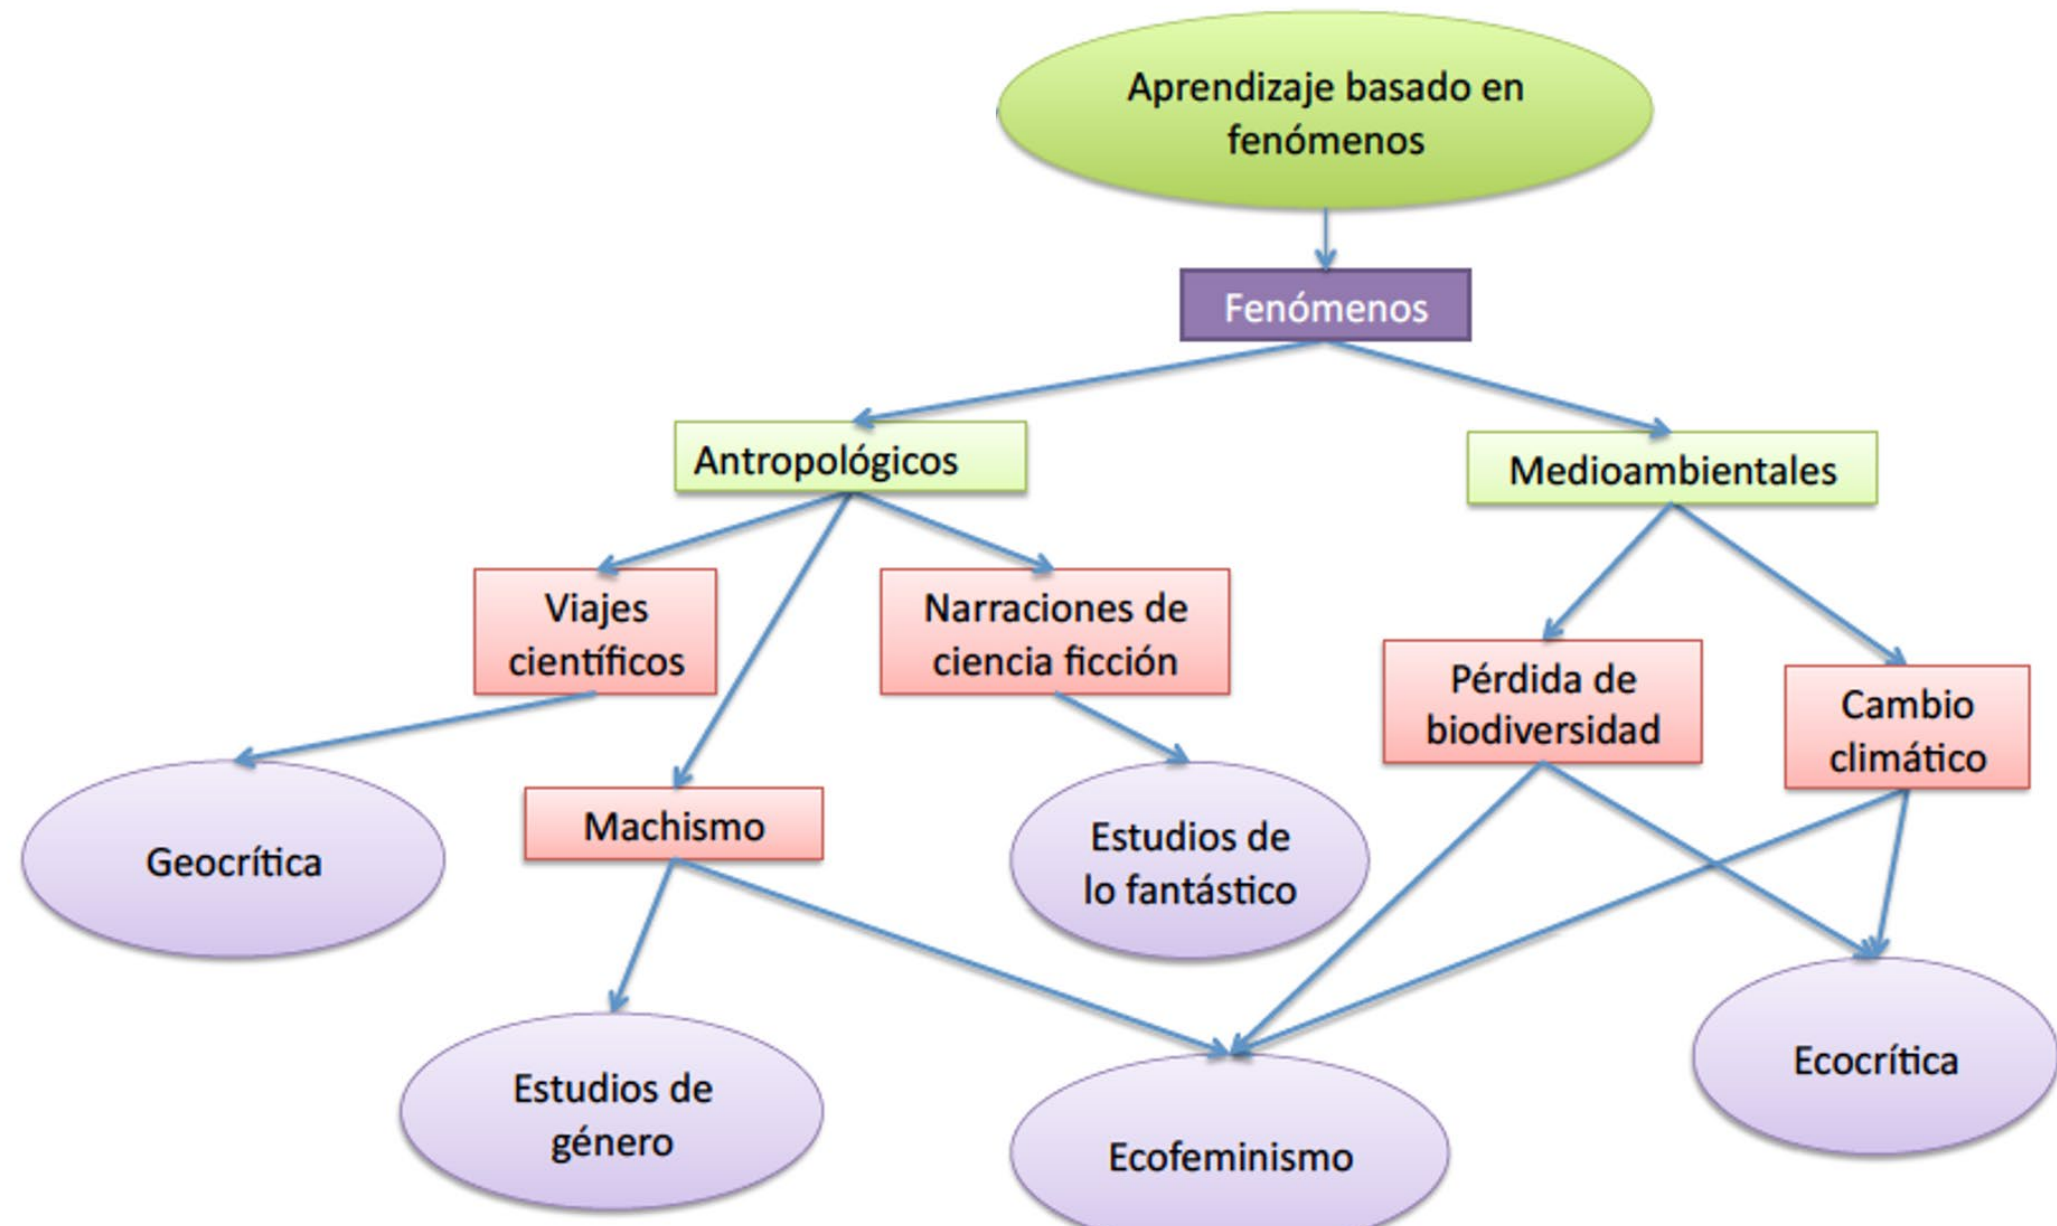 Aprendizaje basado en
fenómenos
Fenómenos
Antropológicos
Medioambientales
Viajes
científicos
Narraciones de
ciencia ficción
Pérdida de
biodiversidad
Cambio
climático
Geocrítica
Machismo
Estudios de
lo fantástico
Estudios de
género
Ecofeminismo
Ecocrítica